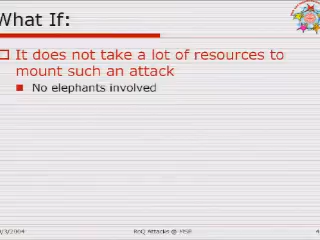 What If:
It does not take a lot of resources to
mount such an attack
No elephants involved
RoQ Attacks @ MSP